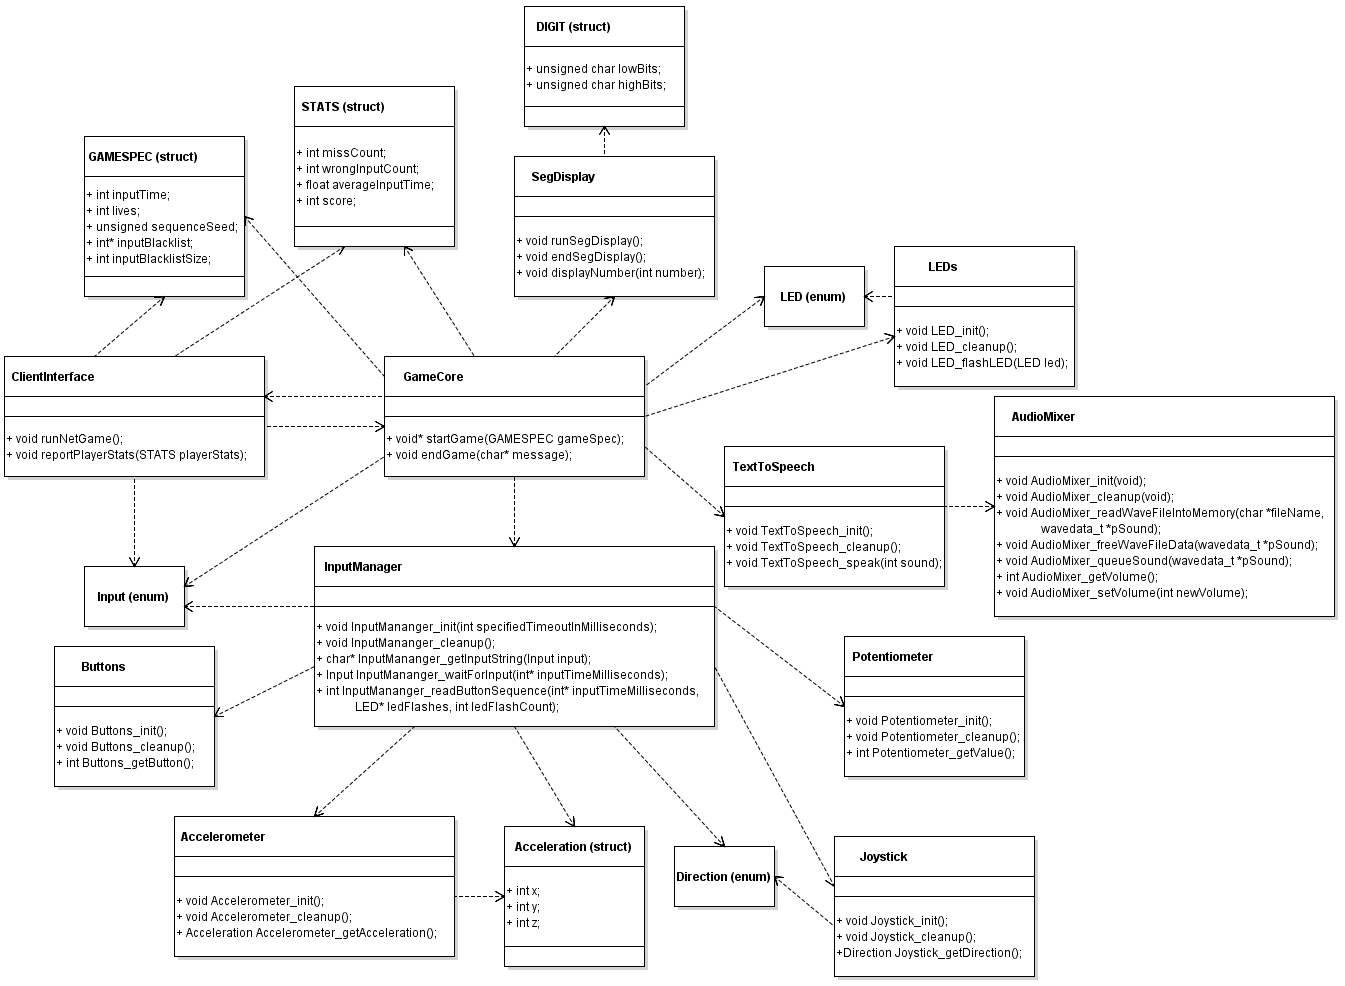 DIGIT (struct)
+ unsigned char lowBits;
+ unsigned char highBits;
STATS (struct)
+ int missCount;
+ int wrongInputCount;
+ float averageInputTime;
+ int score;
GAMESPEC (struct)
+ int inputTime;
+ int lives;
+ unsigned sequenceSeed;
+ int* inputBlacklist;
+ int inputBlacklistSize;
SegDisplay
+ void runSegDisplay();
+ void endSegDisplay();
+ void displayNumber(int number);
LED (enum)
LEDs
+ void LED_init();
+ void LED_cleanup();
+ void LED_flashLED(LED led);
ClientInterface
+ void runNetGame();
+ void reportPlayerStats(STATS playerStats);
GameCore
+ void* startGame(GAMESPEC gameSpec);
+ void endGame(char* message);
AudioMixer
+ void AudioMixer_init(void);
+ void AudioMixer_cleanup(void);
+ void AudioMixer_readWaveFileIntoMemory(char *fileName,
wavedata_t *pSound);
+ void AudioMixer_freeWaveFileData(wavedata_t *pSound);
+ void AudioMixer_queueSound(wavedata_t *pSound);
+ int AudioMixer_getVolume();
+ void AudioMixer_setVolume(int newVolume);
TextToSpeech
+ void TextToSpeech_init();
+ void TextToSpeech_cleanup();
+ void TextToSpeech_speak(int sound);
Input (enum)
InputManager
+ void InputMananger_init(int specifiedTimeoutInMilliseconds);
+ void InputMananger_cleanup();
+ char* InputMananger_getInputString(Input input);
+ Input InputMananger_waitForInput(int* inputTimeMilliseconds);
+ int InputMananger_readButtonSequence(int* inputTimeMilliseconds,
LED* ledFlashes, int ledFlashCount);
Buttons
+ void Buttons_init();
+ void Buttons_cleanup();
+ int Buttons_getButton();
Potentiometer
+ void Potentiometer_init();
+ void Potentiometer_cleanup();
+ int Potentiometer_getValue();
Accelerometer
+ void Accelerometer_init();
+ void Accelerometer_cleanup();
+ Acceleration Accelerometer_getAcceleration();
Acceleration (struct)
+ int x;
+ int y;
+ int z;
Direction (enum)
Joystick
+ void Joystick_init();
+ void Joystick_cleanup();
+Direction Joystick_getDirection();